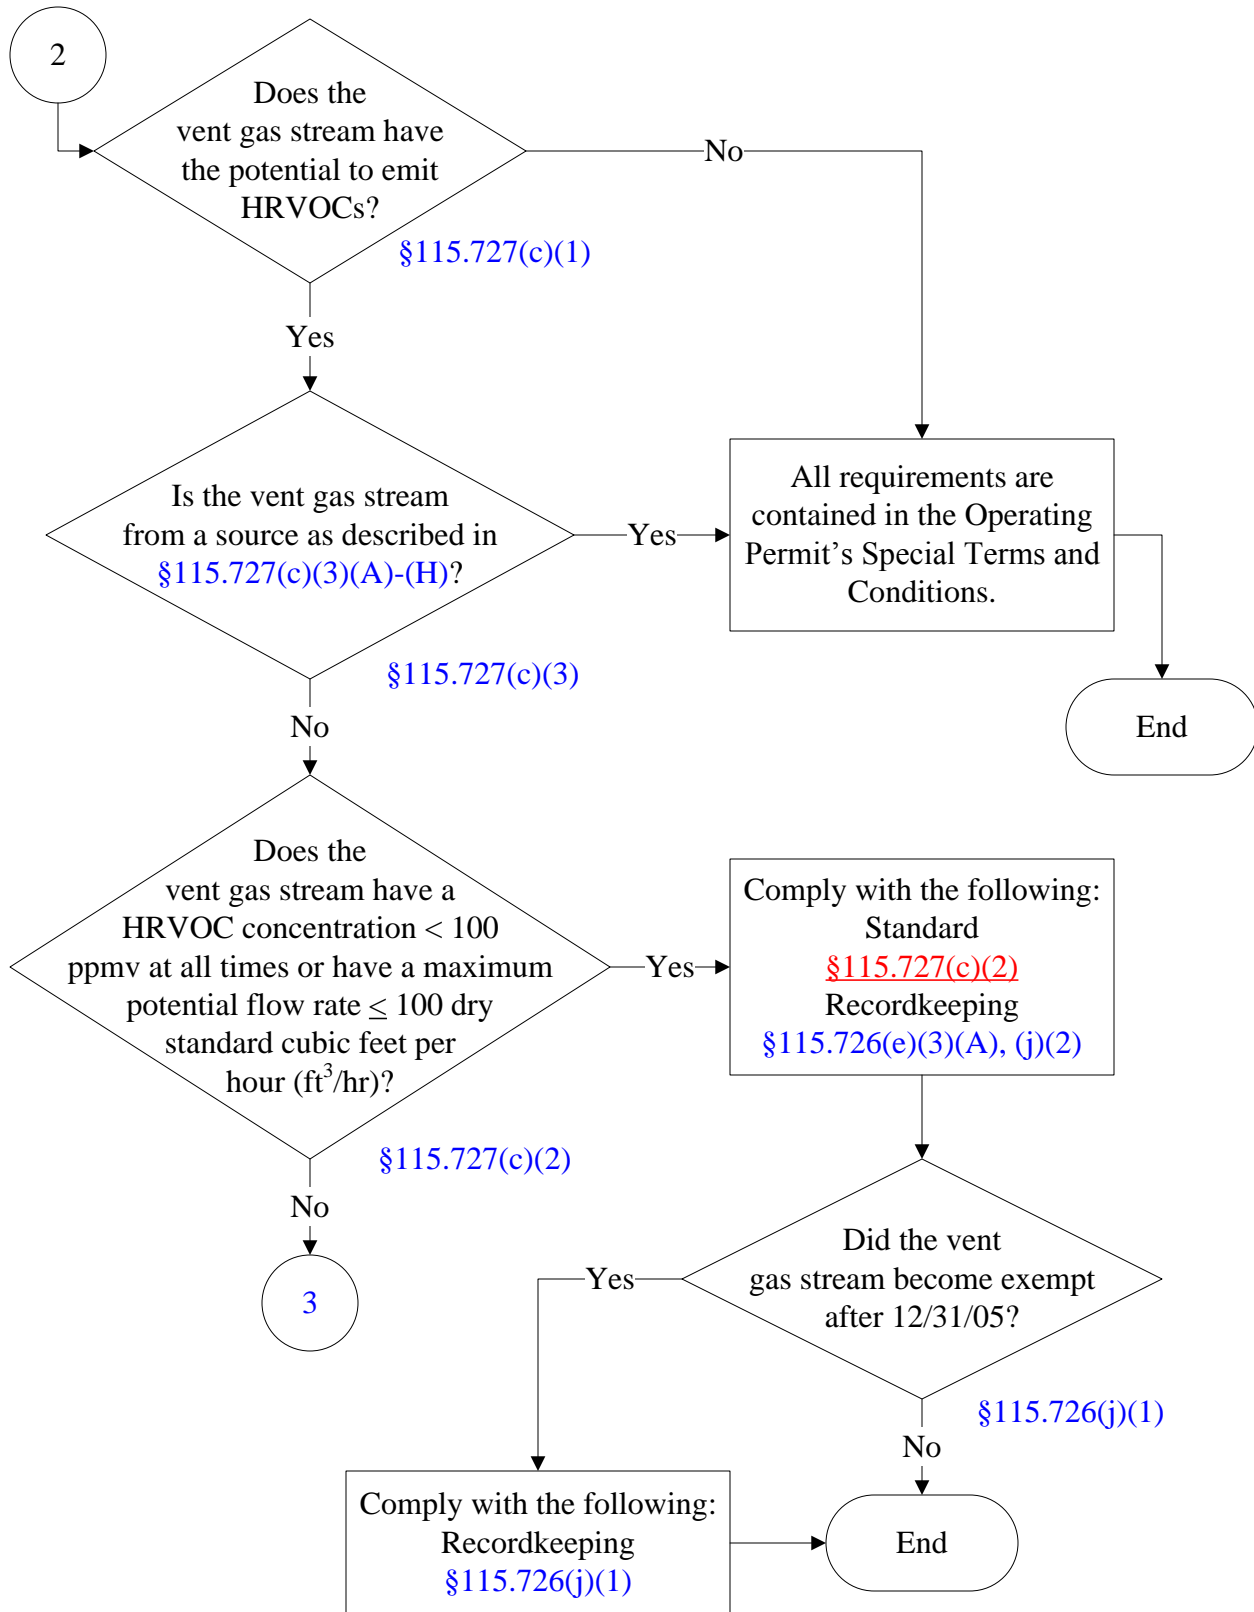 2
Does the
vent gas stream have
the potential to emit
HRVOCs?
No
§115.727(c)(1)
Yes
Is the vent gas stream
from a source as described in
§115.727(c)(3)(A)-(H)?
Yes
All requirements are
contained in the Operating
Permit’s Special Terms and
Conditions.
§115.727(c)(3)
End
No
Does the
vent gas stream have a
HRVOC concentration < 100
ppmv at all times or have a maximum
potential flow rate ≤ 100 dry
standard cubic feet per
hour (ft³/hr)?
Yes
Comply with the following:
Standard
§115.727(c)(2)
Recordkeeping
§115.726(e)(3)(A), (j)(2)
§115.727(c)(2)
No
3
Did the vent
gas stream become exempt
after 12/31/05?
Yes
§115.726(j)(1)
No
Comply with the following:
Recordkeeping
§115.726(j)(1)
End